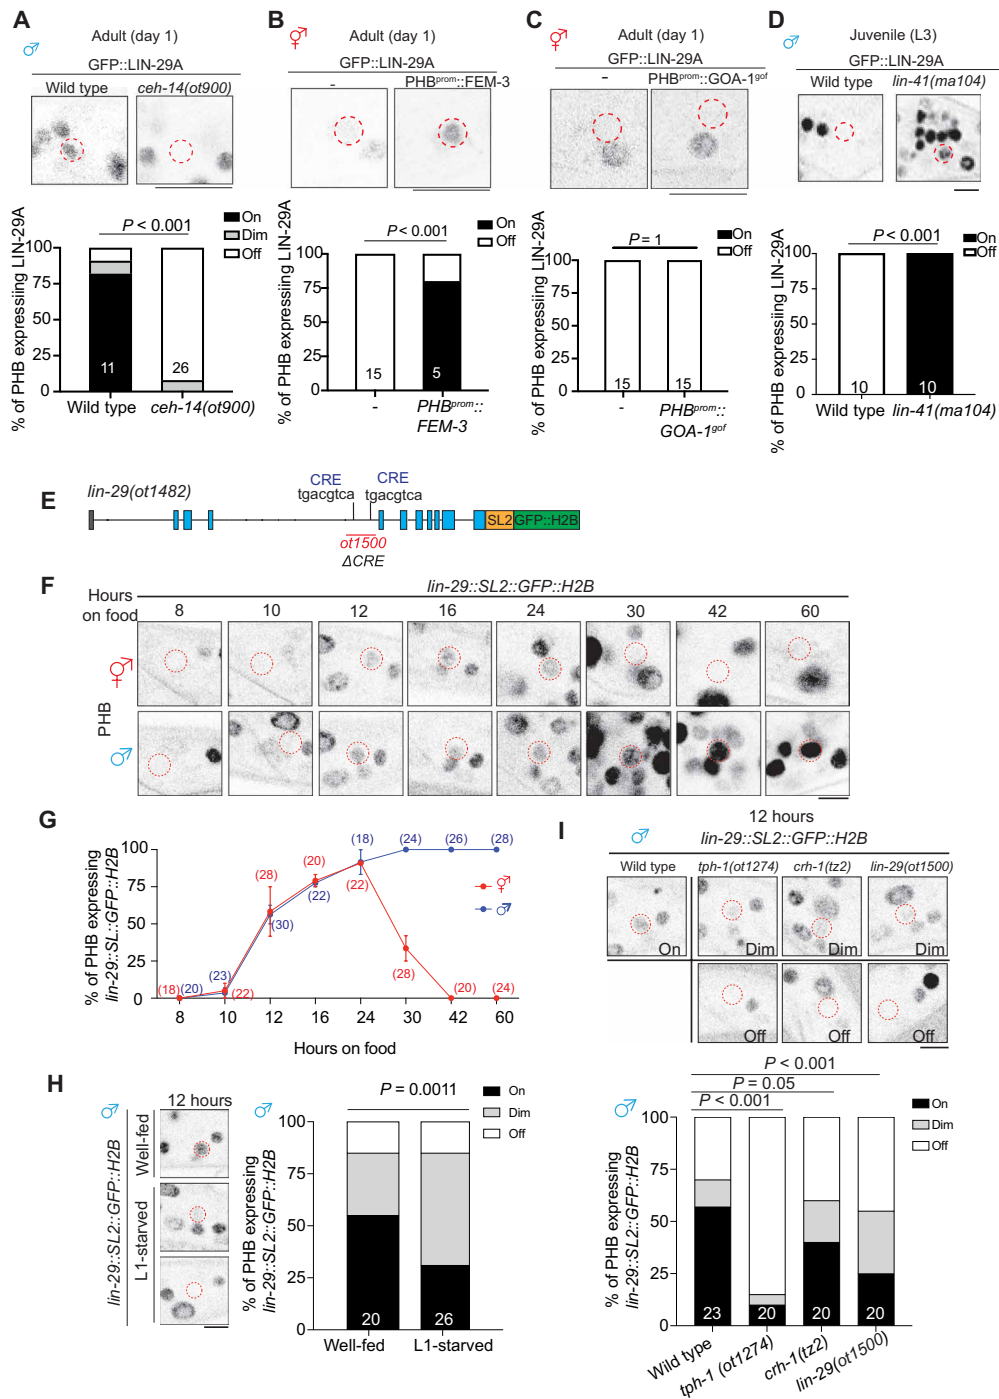 A
♂
Adult (day 1)
GFP::LIN-29A
Wild type
ceh-14(ot900)
P < 0.001
On
Dim
Off
% of PHB expressing LIN-29A
100
75
50
25
0
11
26
Wild type
ceh-14(ot900)
B
Adult (day 1)
GFP::LIN-29A
-
PHBprom::FEM-3
P < 0.001
On
Off
% of PHB expressing LIN-29A
100
75
50
25
0
15
5
-
PHBprom::
FEM-3
C
Adult (day 1)
GFP::LIN-29A
-
PHBprom::GOA-1gof
P = 1
On
Off
% of PHB expressing LIN-29A
100
75
50
25
0
15
15
-
PHBprom::
GOA-1gof
D
♂
Juvenile (L3)
GFP::LIN-29A
Wild type
lin-41(ma104)
P < 0.001
On
Off
% of PHB expressing LIN-29A
100
75
50
25
0
10
10
Wild type
lin-41(ma104)
E
lin-29(ot1482)
CRE
tgacgtca
CRE
tgacgtca
SL2
GFP::H2B
ot1500
ΔCRE
F
lin-29::SL2::GFP::H2B
Hours
on food
8
10
12
16
24
30
42
60
PHB
♂
G
% of PHB expressing
lin-29::SL::GFP::H2B
100
75
50
25
0
(18)
(20)
(23)
(22)
(28)
(30)
(20)
(22)
(18)
(22)
(24)
(28)
(26)
(20)
(28)
(24)
♂
8
10
12
16
24
30
42
60
Hours on food
H
♂
12 hours
lin-29::SL2::GFP::H2B
Well-fed
L1-starved
♂
P = 0.0011
On
Dim
Off
% of PHB expressing
lin-29::SL2::GFP::H2B
100
75
50
25
0
20
26
Well-fed
L1-starved
I
♂
12 hours
lin-29::SL2::GFP::H2B
Wild type
tph-1(ot1274)
crh-1(tz2)
lin-29(ot1500)
On
Dim
Dim
Dim
Off
Off
Off
♂
P < 0.001
P = 0.05
P < 0.001
On
Dim
Off
% of PHB expressing
lin-29::SL2::GFP::H2B
100
75
50
25
0
23
20
20
20
Wild type
tph-1 (ot1274)
crh-1(tz2)
lin-29(ot1500)